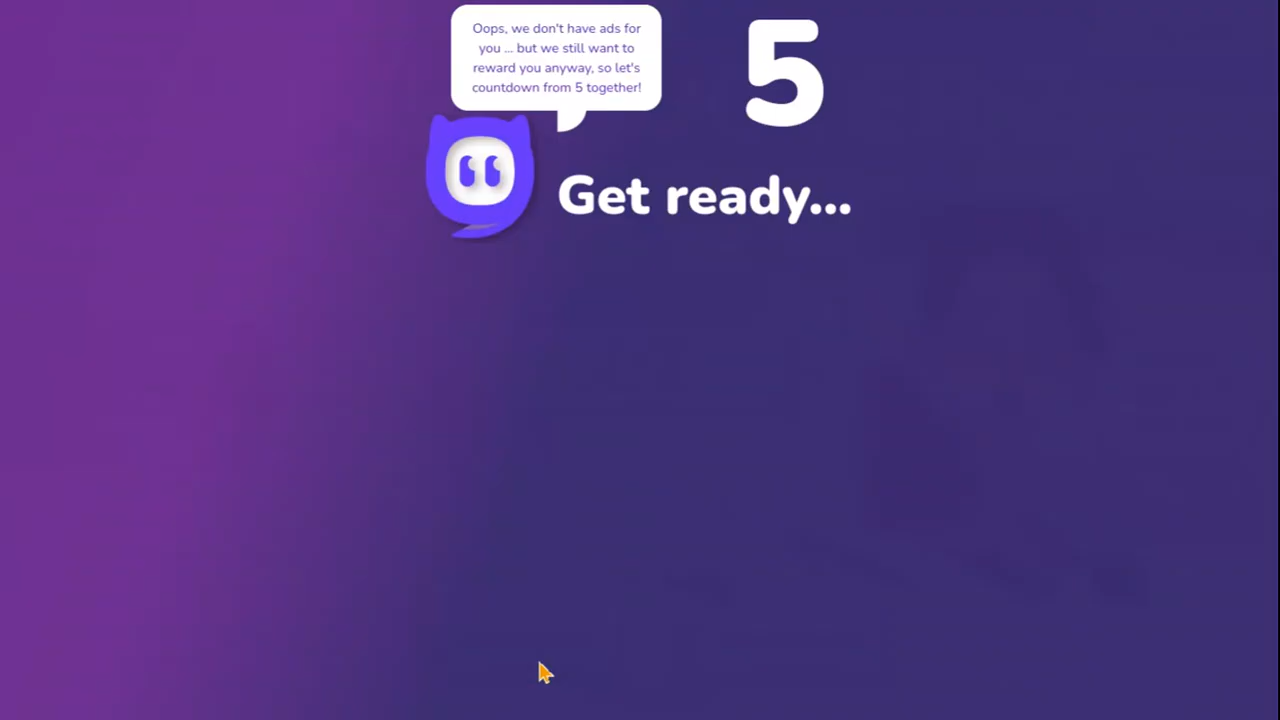 Oops, we don't have ads for
you ... but we still want to
reward you anyway, so let's
countdown from 5 together!
5
Get ready...